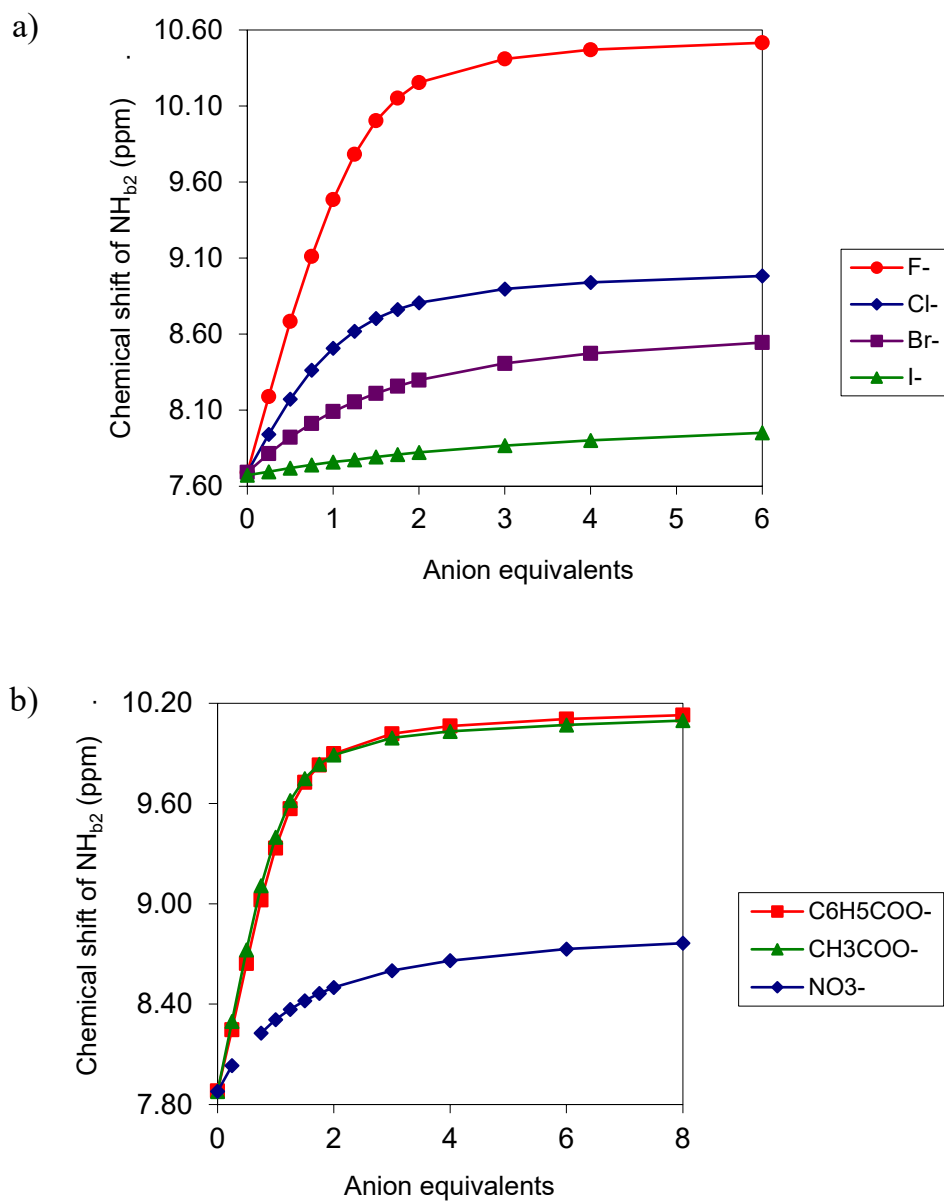 a)
Chemical shift of NHb2 (ppm)
10.60
10.10
9.60
9.10
8.60
8.10
7.60
0 1 2 3 4 5 6
Anion equivalents
F-
Cl-
Br-
I-
b)
Chemical shift of NHb2 (ppm)
10.20
9.60
9.00
8.40
7.80
0 2 4 6 8
Anion equivalents
C6H5COO-
CH3COO-
NO3-